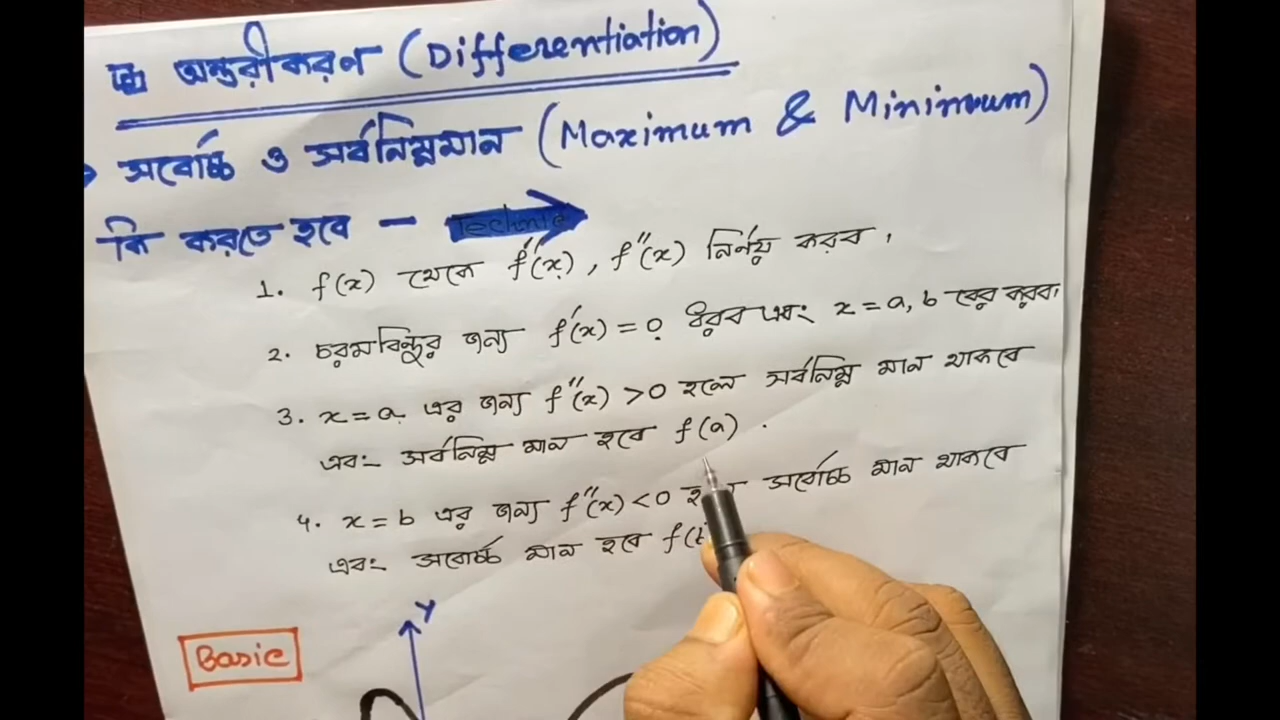 অন্তরীকরণ (Differentiation)
সর্বোচ্চ ও সর্বনিম্নমান (Maximum & Minimum)
কি করতে হবে – Technic
1. f(x) থেকে f''(x), f''(x) নির্ণয় করব,
2. চরমবিন্দুর জন্য f'(x) = 0 ধরব এবং x = a, b বের করব।
3. x = a এর জন্য f''(x) >0 হলে সর্বনিম্ন মান থাকবে
এবং সর্বনিম্ন মান হবে f(a).
4. x = b এর জন্য f''(x) <0 সর্বোচ্চ মান থাকবে
এবং সর্বোচ্চ মান হবে
Y
Basic